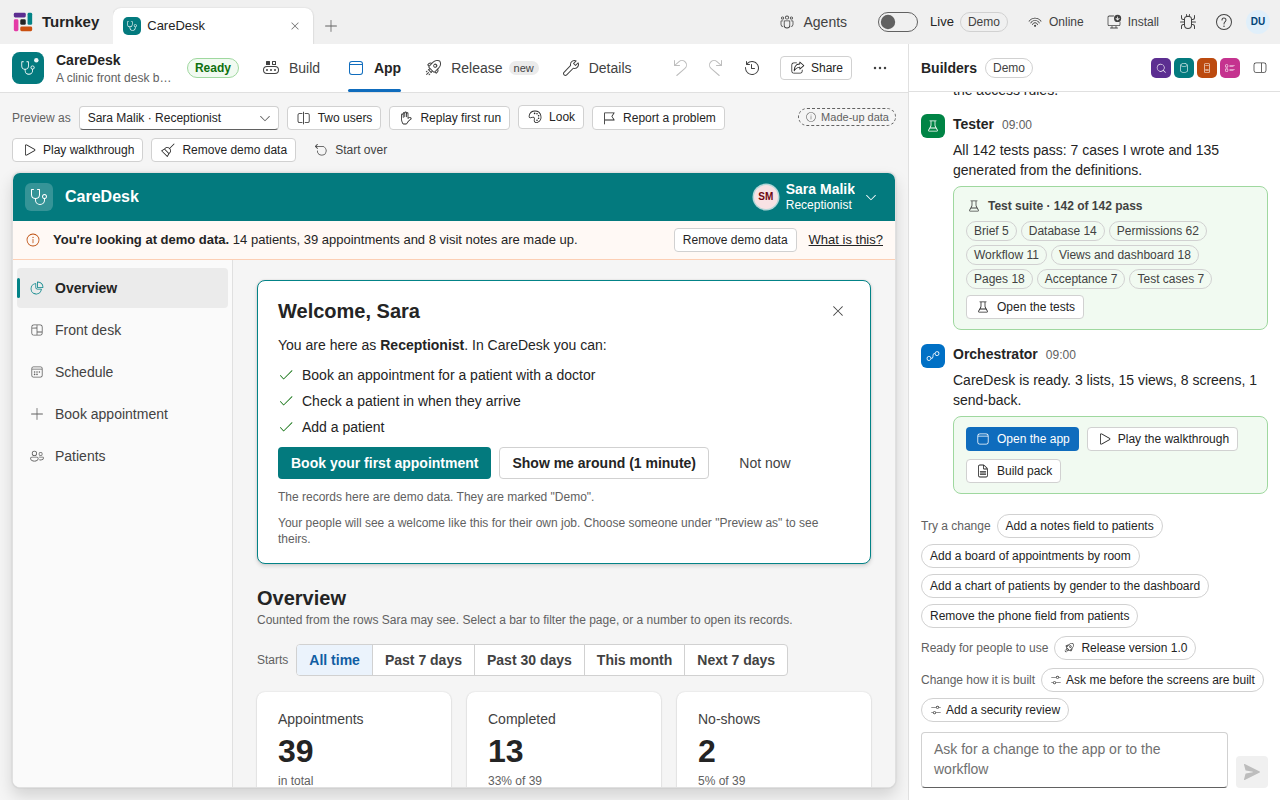 Turnkey
CareDesk
Agents
Live
Demo
Online
Install
DU
CareDesk
A clinic front desk b…
Ready
Build
App
Release new
Details
Share
Builders
Demo
Preview as
Sara Malik · Receptionist
Two users
Replay first run
Look
Report a problem
Made-up data
Play walkthrough
Remove demo data
Start over
CareDesk
SM
Sara Malik
Receptionist
You're looking at demo data. 14 patients, 39 appointments and 8 visit notes are made up.
Remove demo data
What is this?
Overview
Front desk
Schedule
Book appointment
Patients
Welcome, Sara
You are here as Receptionist. In CareDesk you can:
Book an appointment for a patient with a doctor
Check a patient in when they arrive
Add a patient
Book your first appointment
Show me around (1 minute)
Not now
The records here are demo data. They are marked "Demo".
Your people will see a welcome like this for their own job. Choose someone under "Preview as" to see
theirs.
Overview
Counted from the rows Sara may see. Select a bar to filter the page, or a number to open its records.
Starts
All time
Past 7 days
Past 30 days
This month
Next 7 days
Appointments
39
in total
Completed
13
33% of 39
No-shows
2
5% of 39
the access rules.
Tester 09:00
All 142 tests pass: 7 cases I wrote and 135
generated from the definitions.
Test suite · 142 of 142 pass
Brief 5
Database 14
Permissions 62
Workflow 11
Views and dashboard 18
Pages 18
Acceptance 7
Test cases 7
Open the tests
Orchestrator 09:00
CareDesk is ready. 3 lists, 15 views, 8 screens, 1
send-back.
Open the app
Play the walkthrough
Build pack
Try a change
Add a notes field to patients
Add a board of appointments by room
Add a chart of patients by gender to the dashboard
Remove the phone field from patients
Ready for people to use
Release version 1.0
Change how it is built
Ask me before the screens are built
Add a security review
Ask for a change to the app or to the
workflow